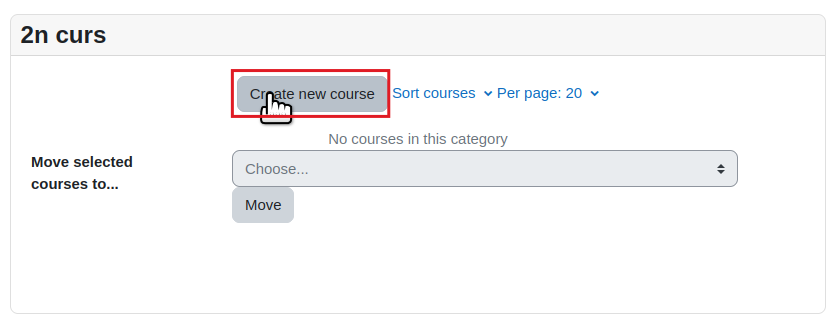 2n curs
Create new course Sort courses Per page: 20
No courses in this category
Move selected
courses to...
Choose...
Move